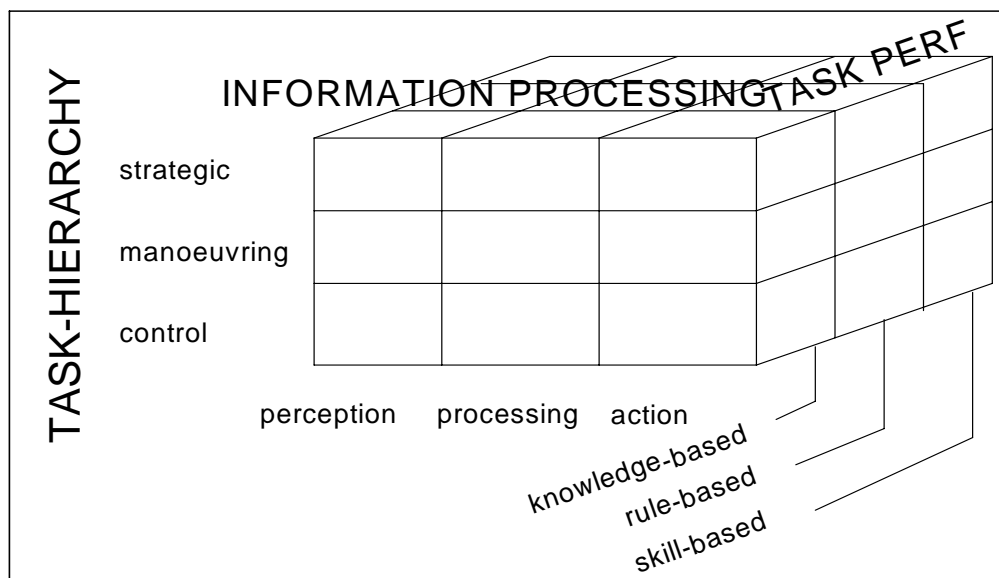 TASK PERF
INFORMATION PROCESSING
TASK-HIERARCHY
strategic
manoeuvring
control
perception processing action
knowledge-based
rule-based
skill-based